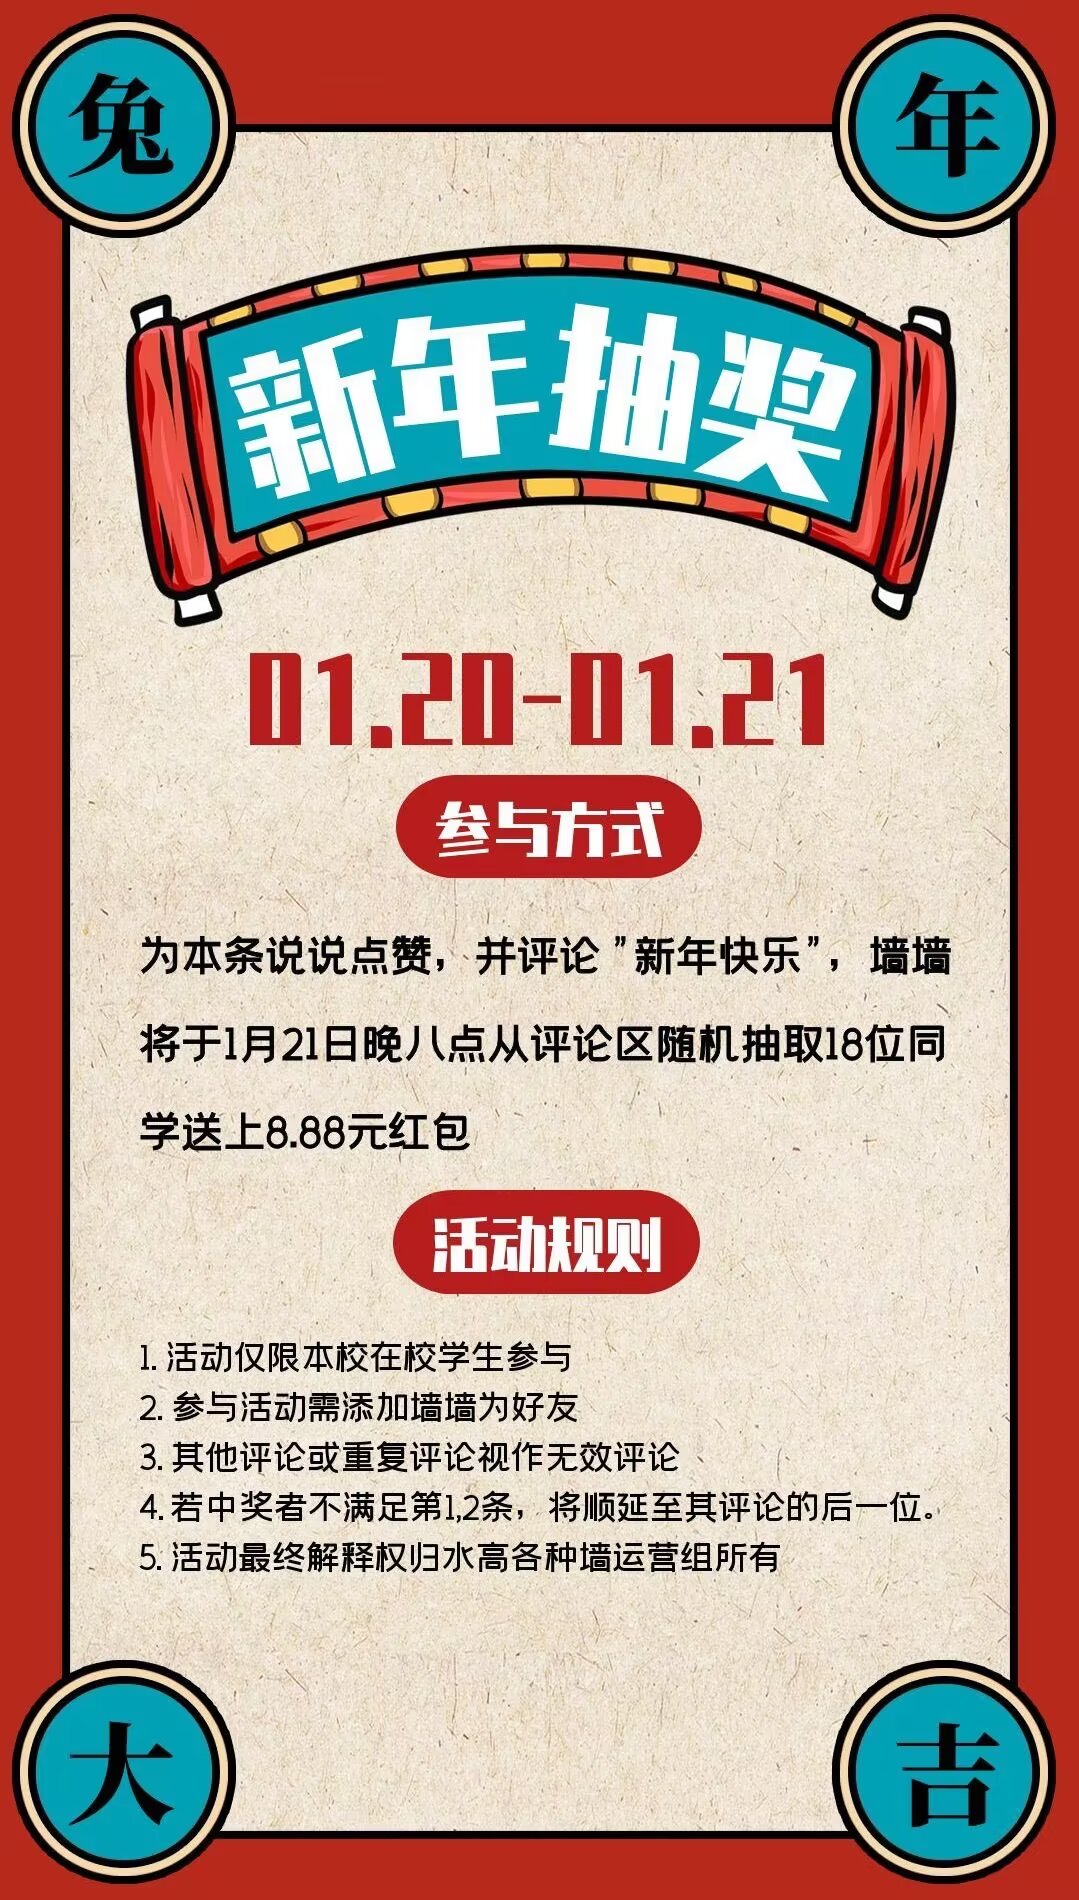 兔 年
新年抽奖
01.20-01.21
参与方式
为本条说说点赞，并评论"新年快乐"，墙墙
将于1月21日晚八点从评论区随机抽取18位同
学送上8.88元红包
活动规则
1. 活动仅限本校在校学生参与
2. 参与活动需添加墙墙为好友
3. 其他评论或重复评论视作无效评论
4. 若中奖者不满足第1,2条，将顺延至其评论的后一位。
5. 活动最终解释权归水高各种墙运营组所有
大 吉